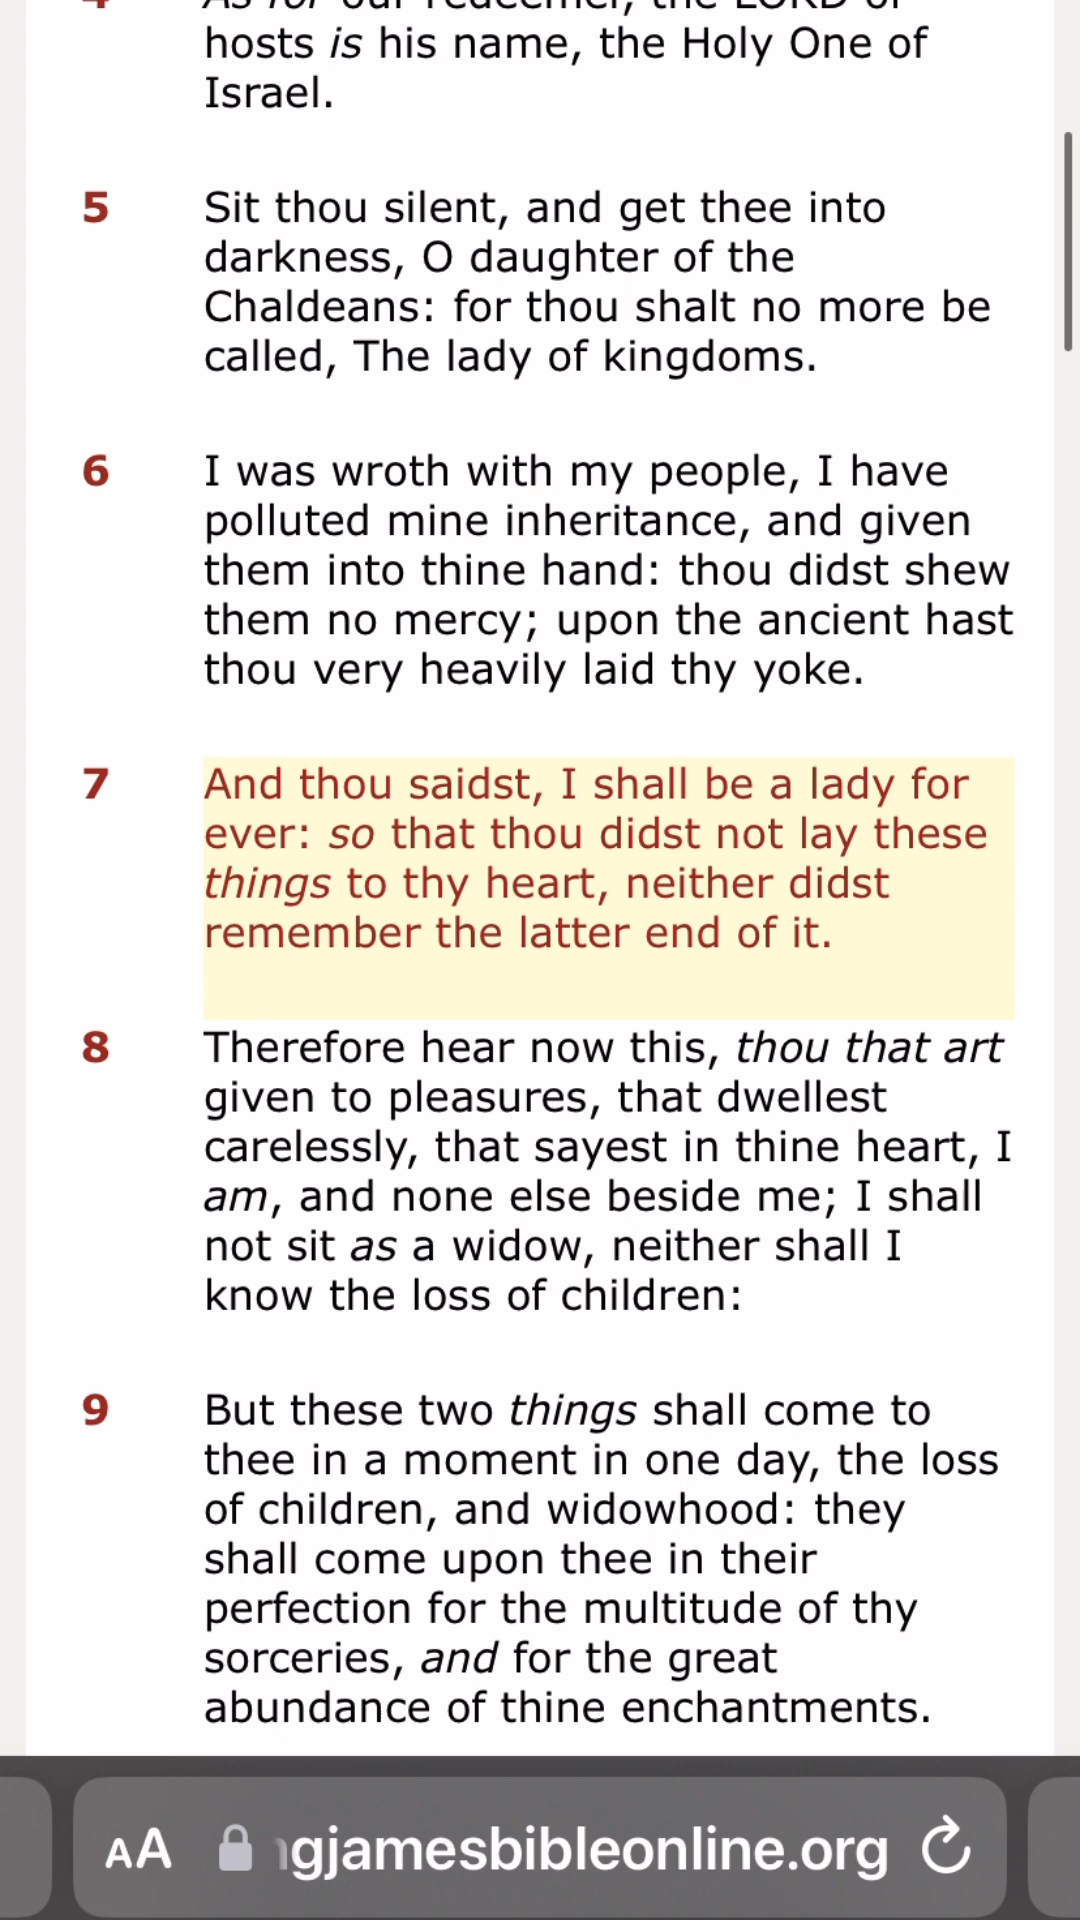 4 As for our redeemer, the LORD of
hosts is his name, the Holy One of
Israel.
5 Sit thou silent, and get thee into
darkness, O daughter of the
Chaldeans: for thou shalt no more be
called, The lady of kingdoms.
6 I was wroth with my people, I have
polluted mine inheritance, and given
them into thine hand: thou didst shew
them no mercy; upon the ancient hast
thou very heavily laid thy yoke.
7 And thou saidst, I shall be a lady for
ever: so that thou didst not lay these
things to thy heart, neither didst
remember the latter end of it.
8 Therefore hear now this, thou that art
given to pleasures, that dwellest
carelessly, that sayest in thine heart, I
am, and none else beside me; I shall
not sit as a widow, neither shall I
know the loss of children:
9 But these two things shall come to
thee in a moment in one day, the loss
of children, and widowhood: they
shall come upon thee in their
perfection for the multitude of thy
sorceries, and for the great
abundance of thine enchantments.
AA ngjamesbibleonline.org